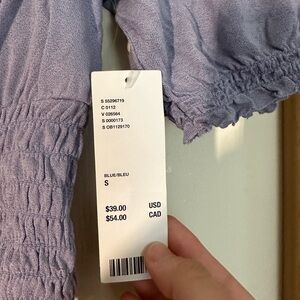 S 55296719
C 5112
V 026564
S 0000173
S OB1129170
BLUE/BLEU
S
$39.00 USD
$54.00 CAD